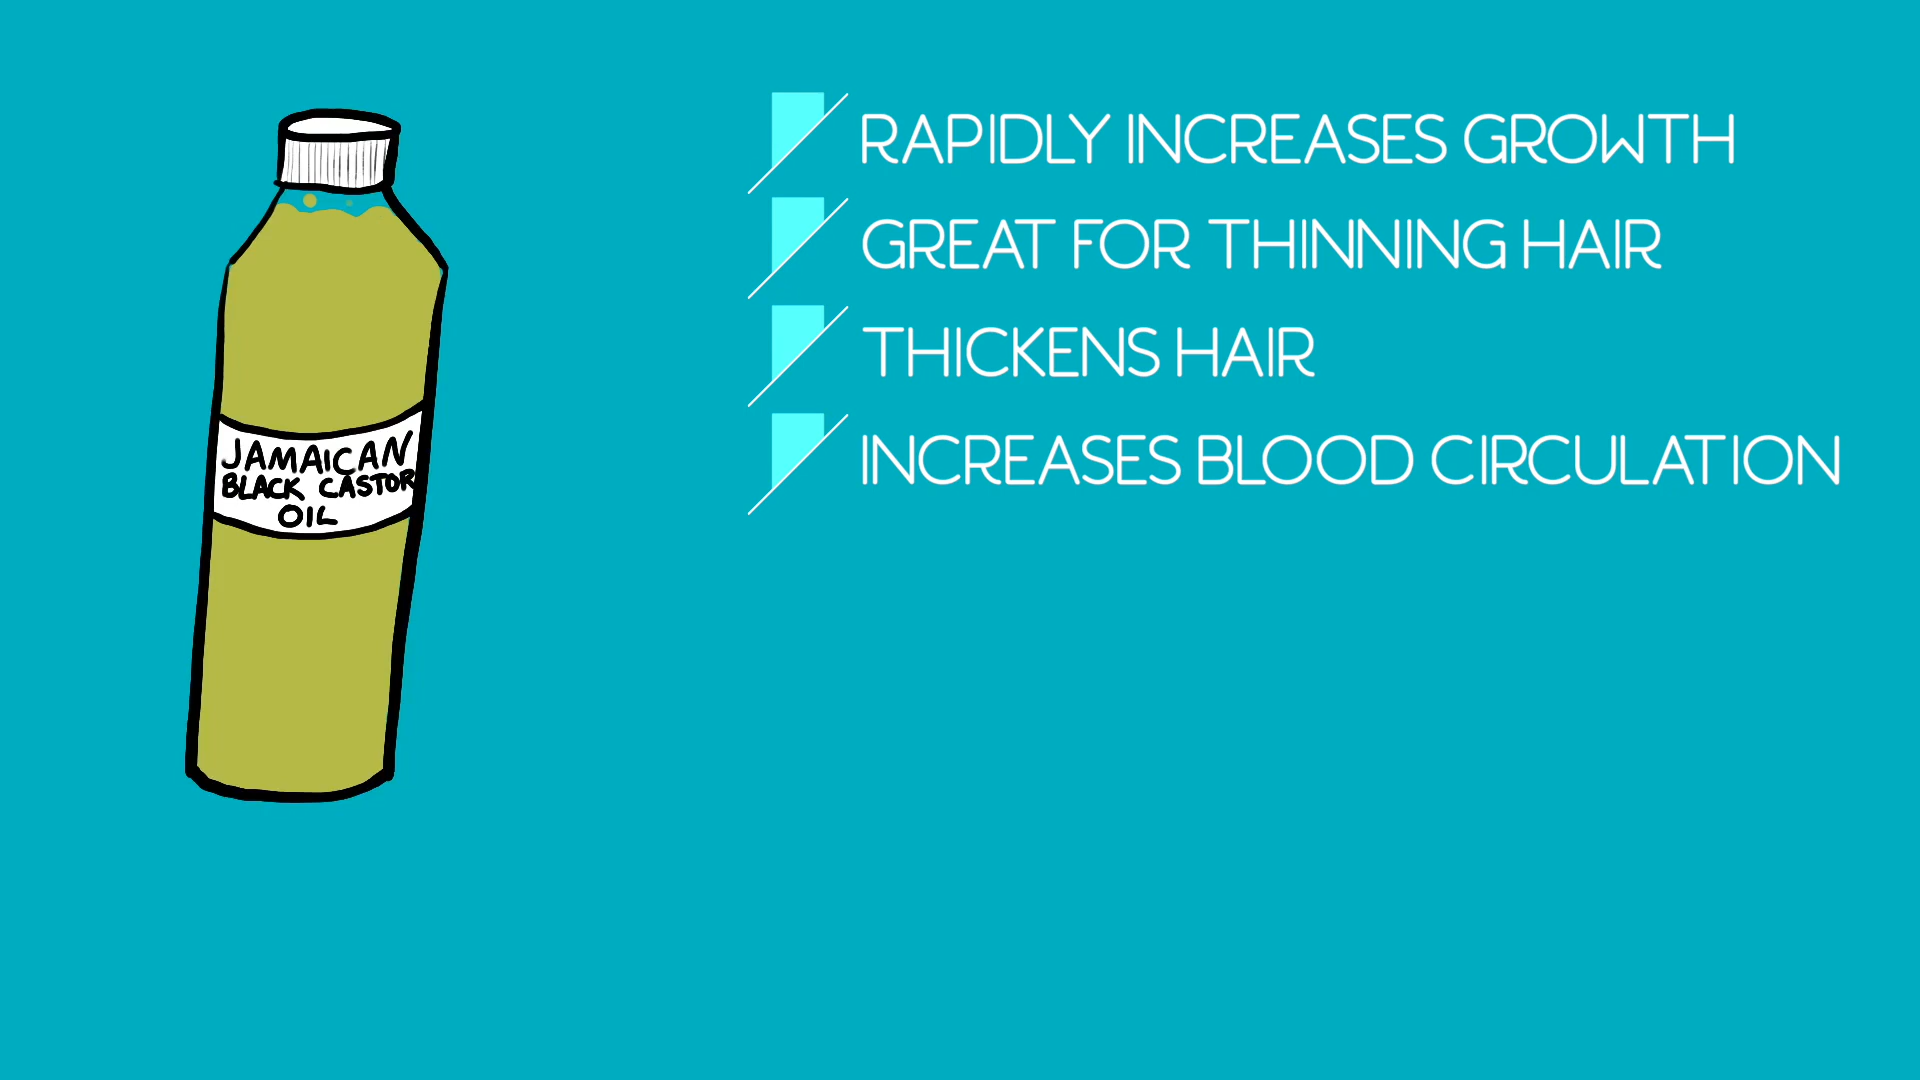 JAMAICAN
BLACK CASTOR
OIL
RAPIDLY INCREASES GROWTH
GREAT FOR THINNING HAIR
THICKENS HAIR
INCREASES BLOOD CIRCULATION